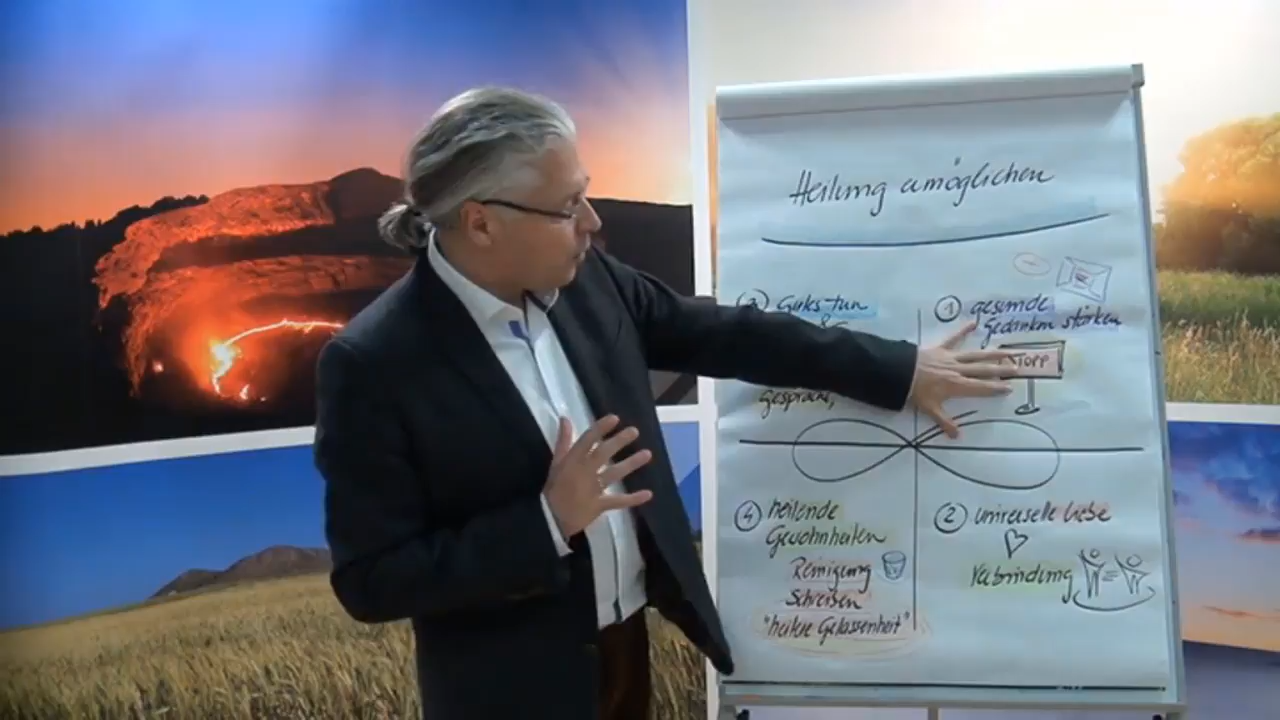 Heilung ermöglichen
③ Gutes tun
&
Gespräche,
① gesunde
Gedanken stärken
STOPP
④ heilende
Gewohnheiten
Reinigung
Schreiben
"heitere Gelassenheit"
② universelle Liebe
Verbindung